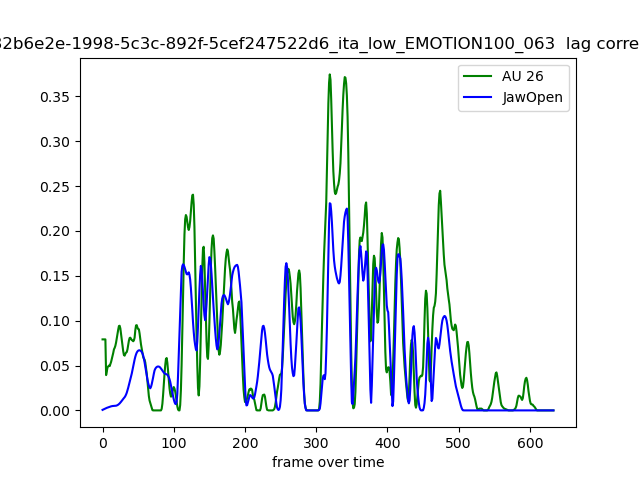 32b6e2e-1998-5c3c-892f-5cef247522d6_ita_low_EMOTION100_063 lag corre
AU 26
JawOpen
0.35
0.30
0.25
0.20
0.15
0.10
0.05
0.00
0 100 200 300 400 500 600
frame over time